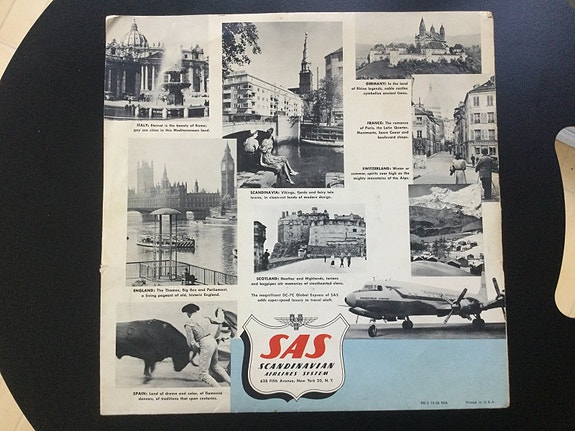 ITALY: Eternal is the beauty of Rome;
gay are cities in this Mediterranean land.
GERMANY: In the land
of Rhine legends, noble castles
symbolize ancient times.
FRANCE: The romance
of Paris, the Latin Quarter,
Montmatre, Sacre Coeur and
boulevard shops.
SWITZERLAND: Winter or
summer, spirits soar high as the
mighty mountains of the Alps.
SCANDINAVIA: Vikings, fjords and fairy tale
towns, in clean-cut lands of modern design.
ENGLAND: The Thames, Big Ben and Parliament,
a living pageant of old, historic England.
SCOTLAND: Heather and Highlands, tartans
and bagpipes stir memories of stouthearted clans.
The magnificent DC-7C Global Express of SAS
adds super-speed luxury to travel aloft.
SPAIN: Land of drama and color, of flamenco
dancers, of traditions that span centuries.
SAS
SCANDINAVIAN
AIRLINES SYSTEM
638 Fifth Avenue, New York 20, N. Y.
Printed in U.S.A.